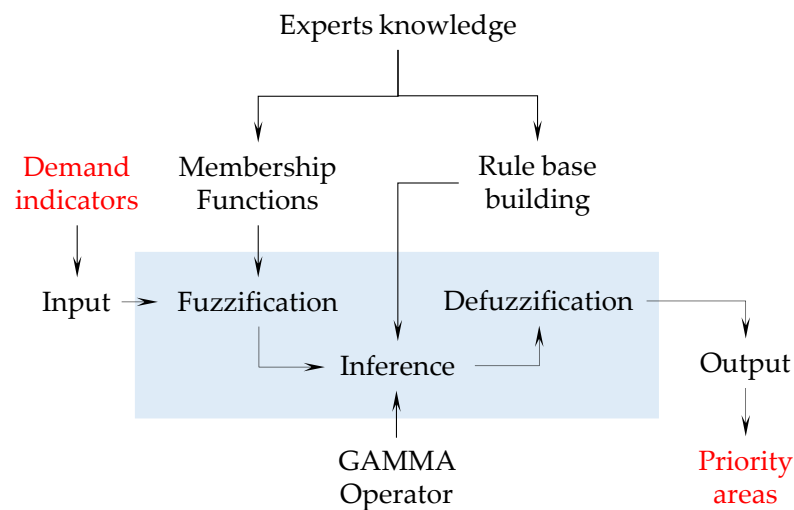 Experts knowledge
Demand
indicators
Membership
Functions
Rule base
building
Input
Fuzzification
Defuzzification
Inference
Output
GAMMA
Operator
Priority
areas